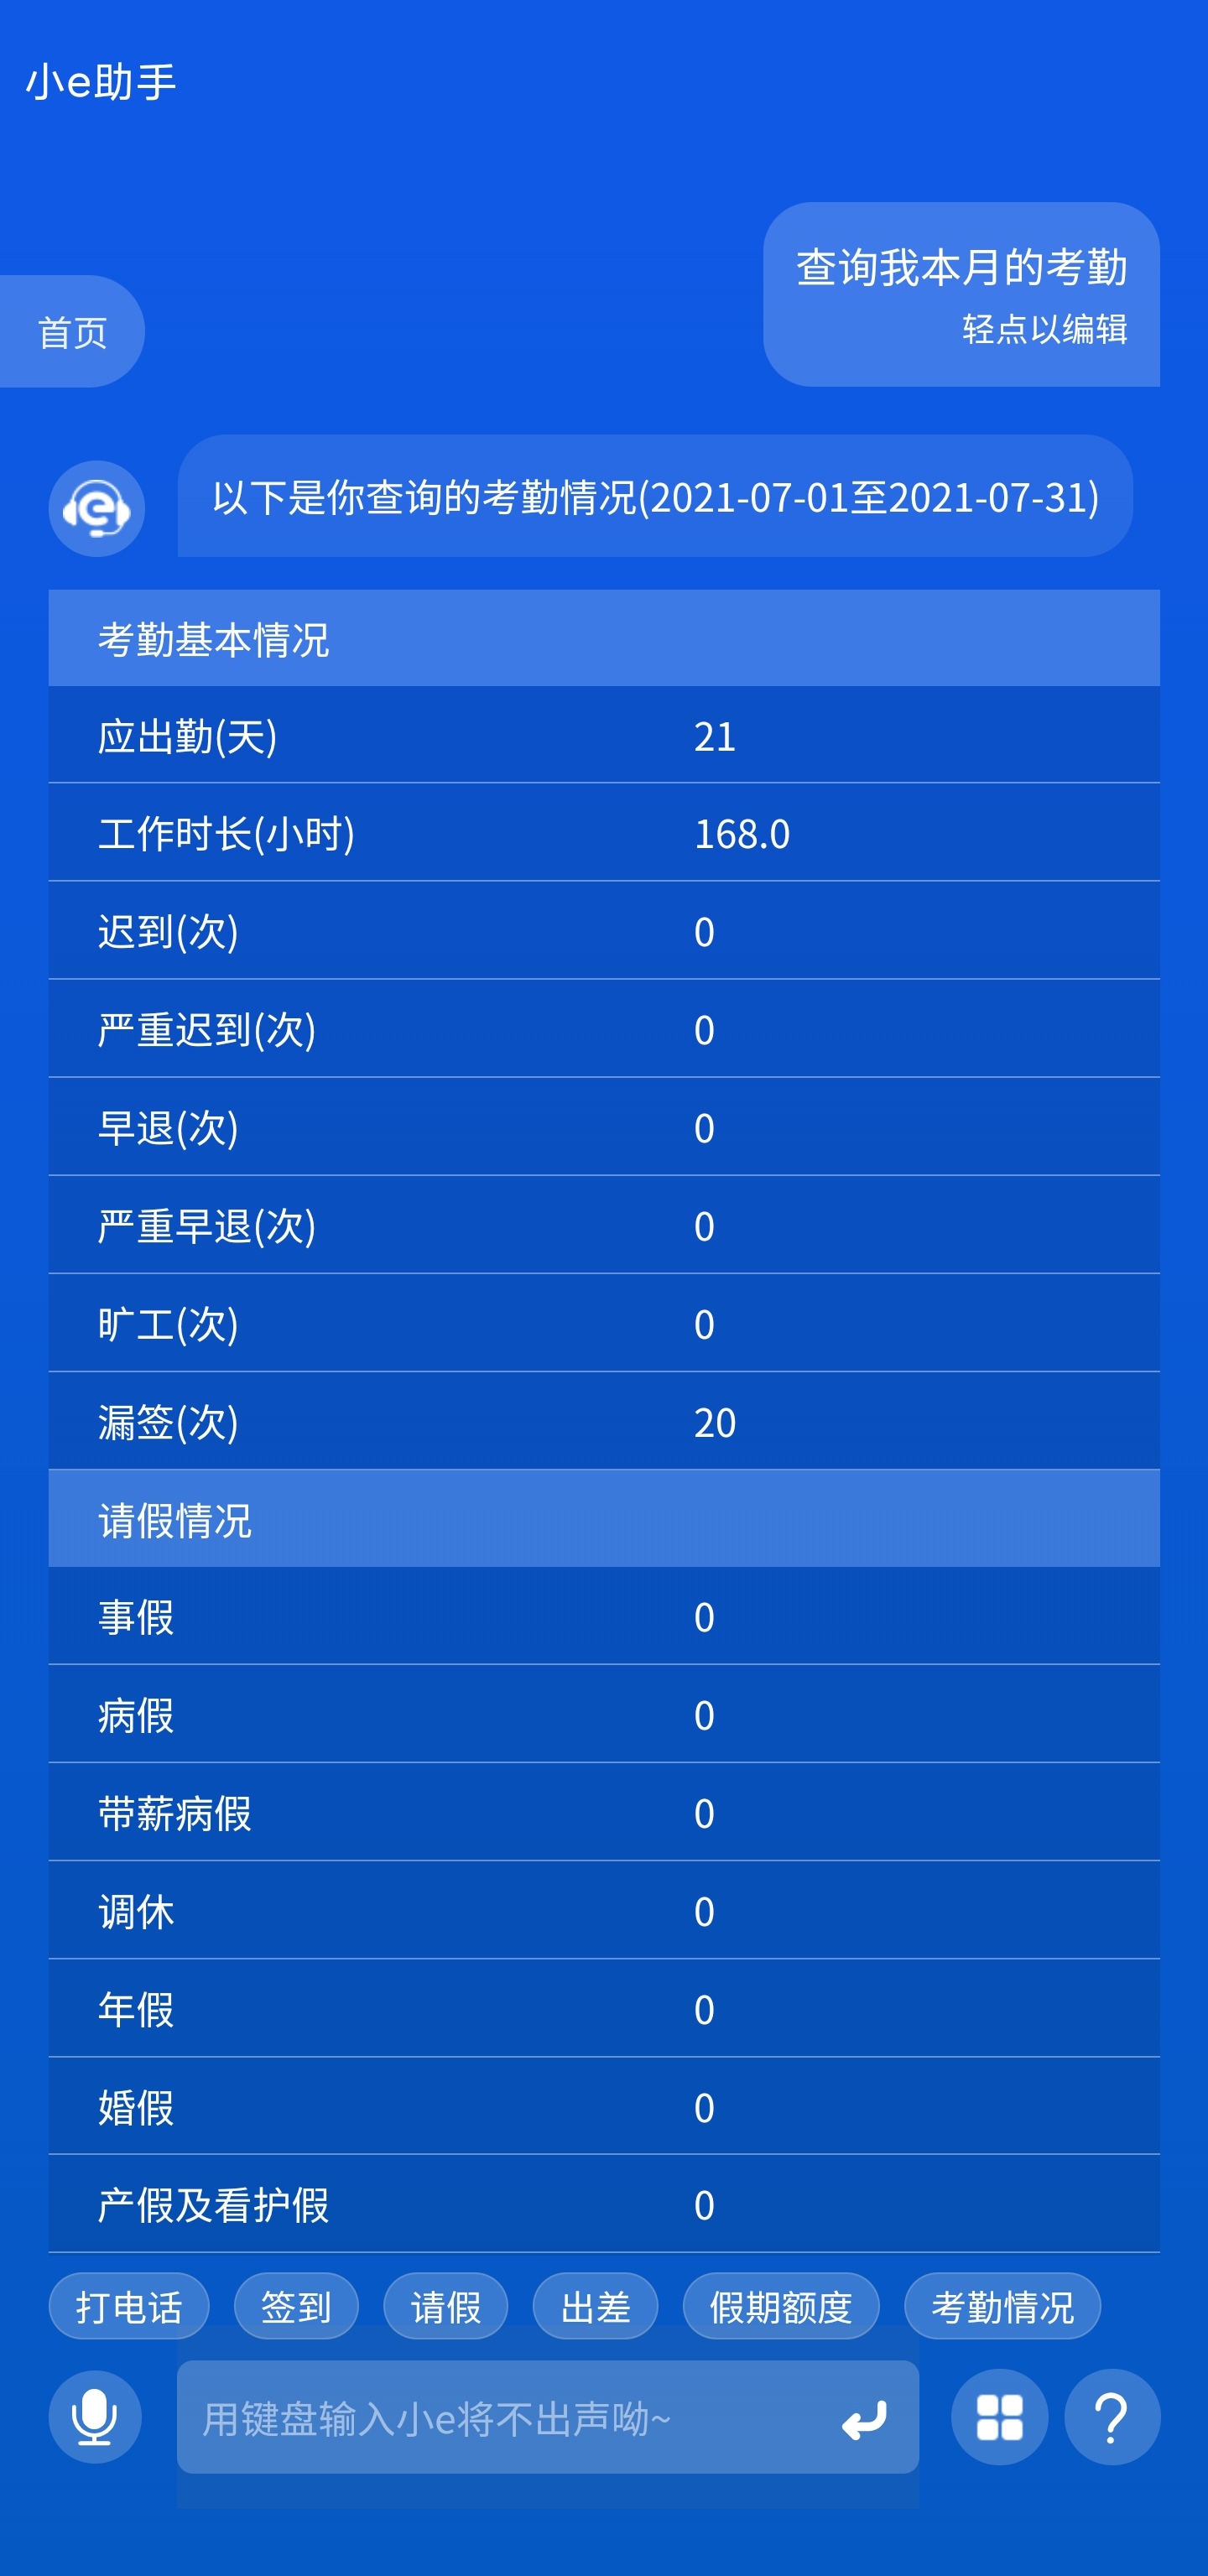 小e助手
查询我本月的考勤
轻点以编辑
首页
以下是你查询的考勤情况(2021-07-01至2021-07-31)
考勤基本情况
应出勤(天) 21
工作时长(小时) 168.0
迟到(次) 0
严重迟到(次) 0
早退(次) 0
严重早退(次) 0
旷工(次) 0
漏签(次) 20
请假情况
事假 0
病假 0
带薪病假 0
调休 0
年假 0
婚假 0
产假及看护假 0
打电话 签到 请假 出差 假期额度 考勤情况
用键盘输入小e将不出声呦~